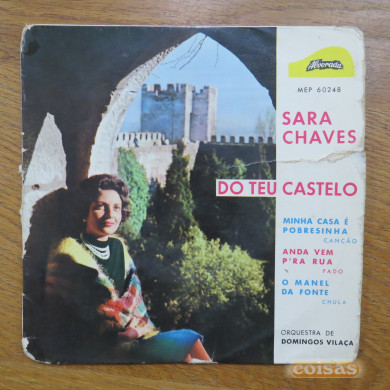 Alvorada
MEP 60248
SARA
CHAVES
DO TEU CASTELO
MINHA CASA É
POBRESINHA
CANÇÃO
ANDA VEM
P'RA RUA
FADO
O MANEL
DA FONTE
CHULA
ORQUESTRA DE
DOMINGOS VILAÇA
coisas